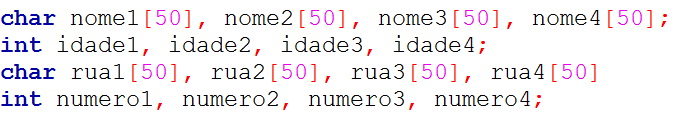 char nome1[50], nome2[50], nome3[50], nome4[50];
int idade1, idade2, idade3, idade4;
char rua1[50], rua2[50], rua3[50], rua4[50]
int numero1, numero2, numero3, numero4;